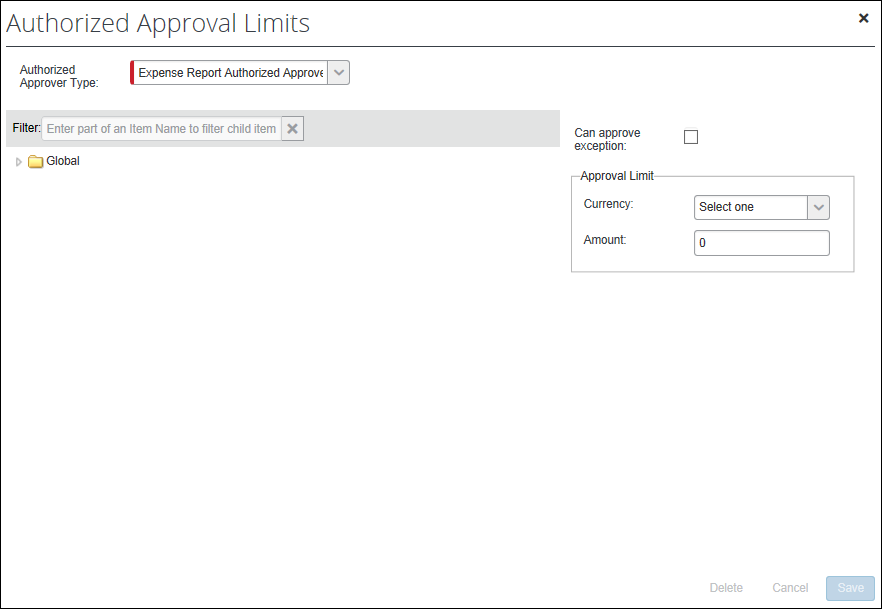 Authorized Approval Limits
Authorized
Approver Type:
Expense Report Authorized Approve
Filter:
Enter part of an Item Name to filter child item
Global
Can approve
exception:
Approval Limit
Currency:
Select one
Amount:
0
Delete
Cancel
Save